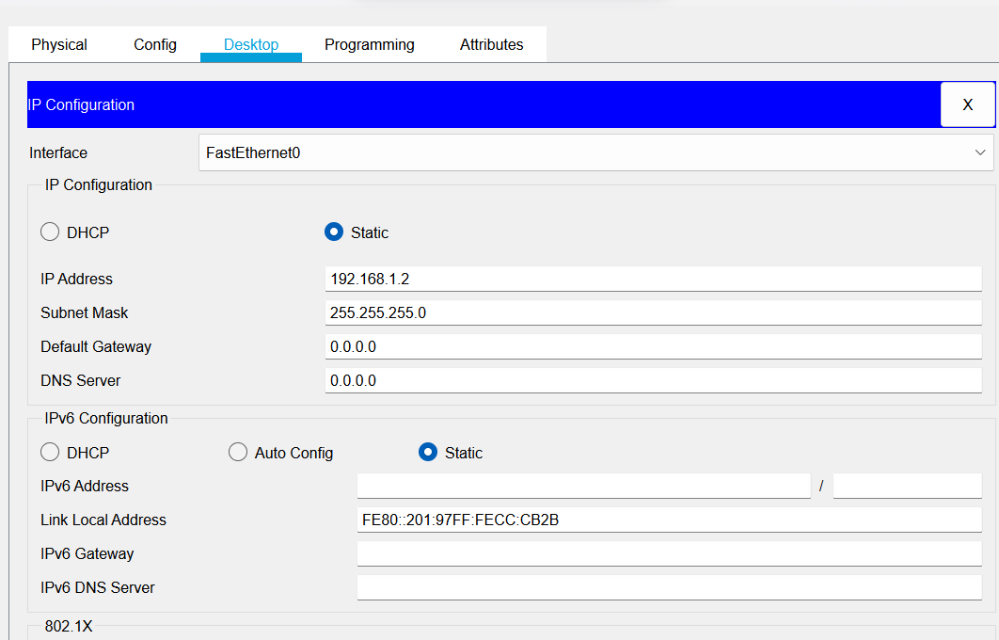 Physical Config Desktop Programming Attributes
IP Configuration X
Interface FastEthernet0
IP Configuration
DHCP Static
IP Address 192.168.1.2
Subnet Mask 255.255.255.0
Default Gateway 0.0.0.0
DNS Server 0.0.0.0
IPv6 Configuration
DHCP Auto Config Static
IPv6 Address /
Link Local Address FE80::201:97FF:FECC:CB2B
IPv6 Gateway
IPv6 DNS Server
802.1X